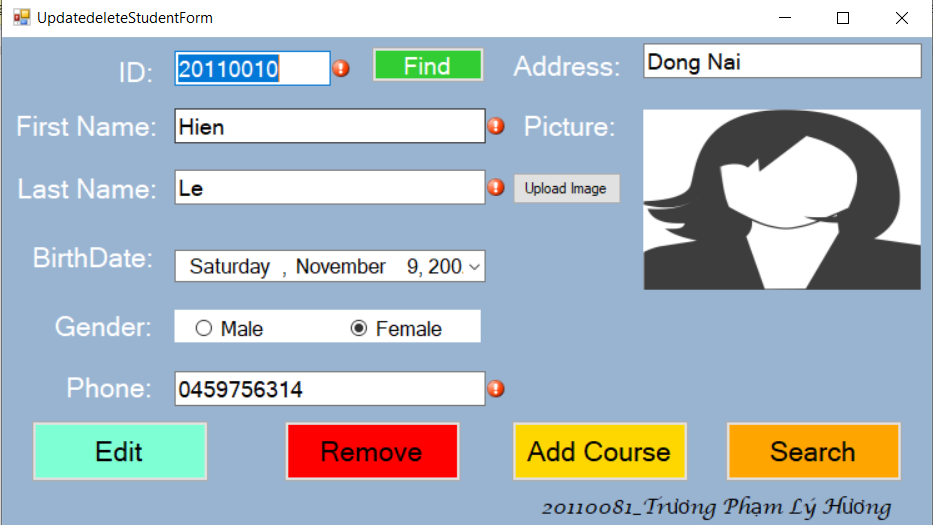 UpdatedeleteStudentForm
ID: 20110010 Find Address: Dong Nai
First Name: Hien Picture:
Last Name: Le Upload Image
BirthDate: Saturday , November 9, 200
Gender: Male Female
Phone: 0459756314
Edit Remove Add Course Search
20110081_Trường Phạm Lý Hương